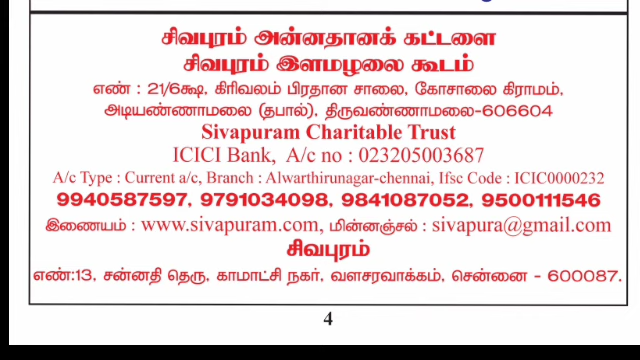 சிவபுரம் அன்னதானக் கட்டளை
சிவபுரம் இளமழலை கூடம்
எண் : 21/6க்ஷ, கிரிவலம் பிரதான சாலை, கோசாலை கிராமம்,
அடியண்ணாமலை (தபால்), திருவண்ணாமலை-606604
Sivapuram Charitable Trust
ICICI Bank, A/c no : 023205003687
A/c Type : Current a/c, Branch : Alwarthirunagar-chennai, Ifsc Code : ICIC0000232
9940587597, 9791034098, 9841087052, 9500111546
இணையம் : www.sivapuram.com, மின்னஞ்சல் : sivapura@gmail.com
சிவபுரம்
எண்:13, சன்னதி தெரு, காமாட்சி நகர், வளசரவாக்கம், சென்னை - 600087.
4